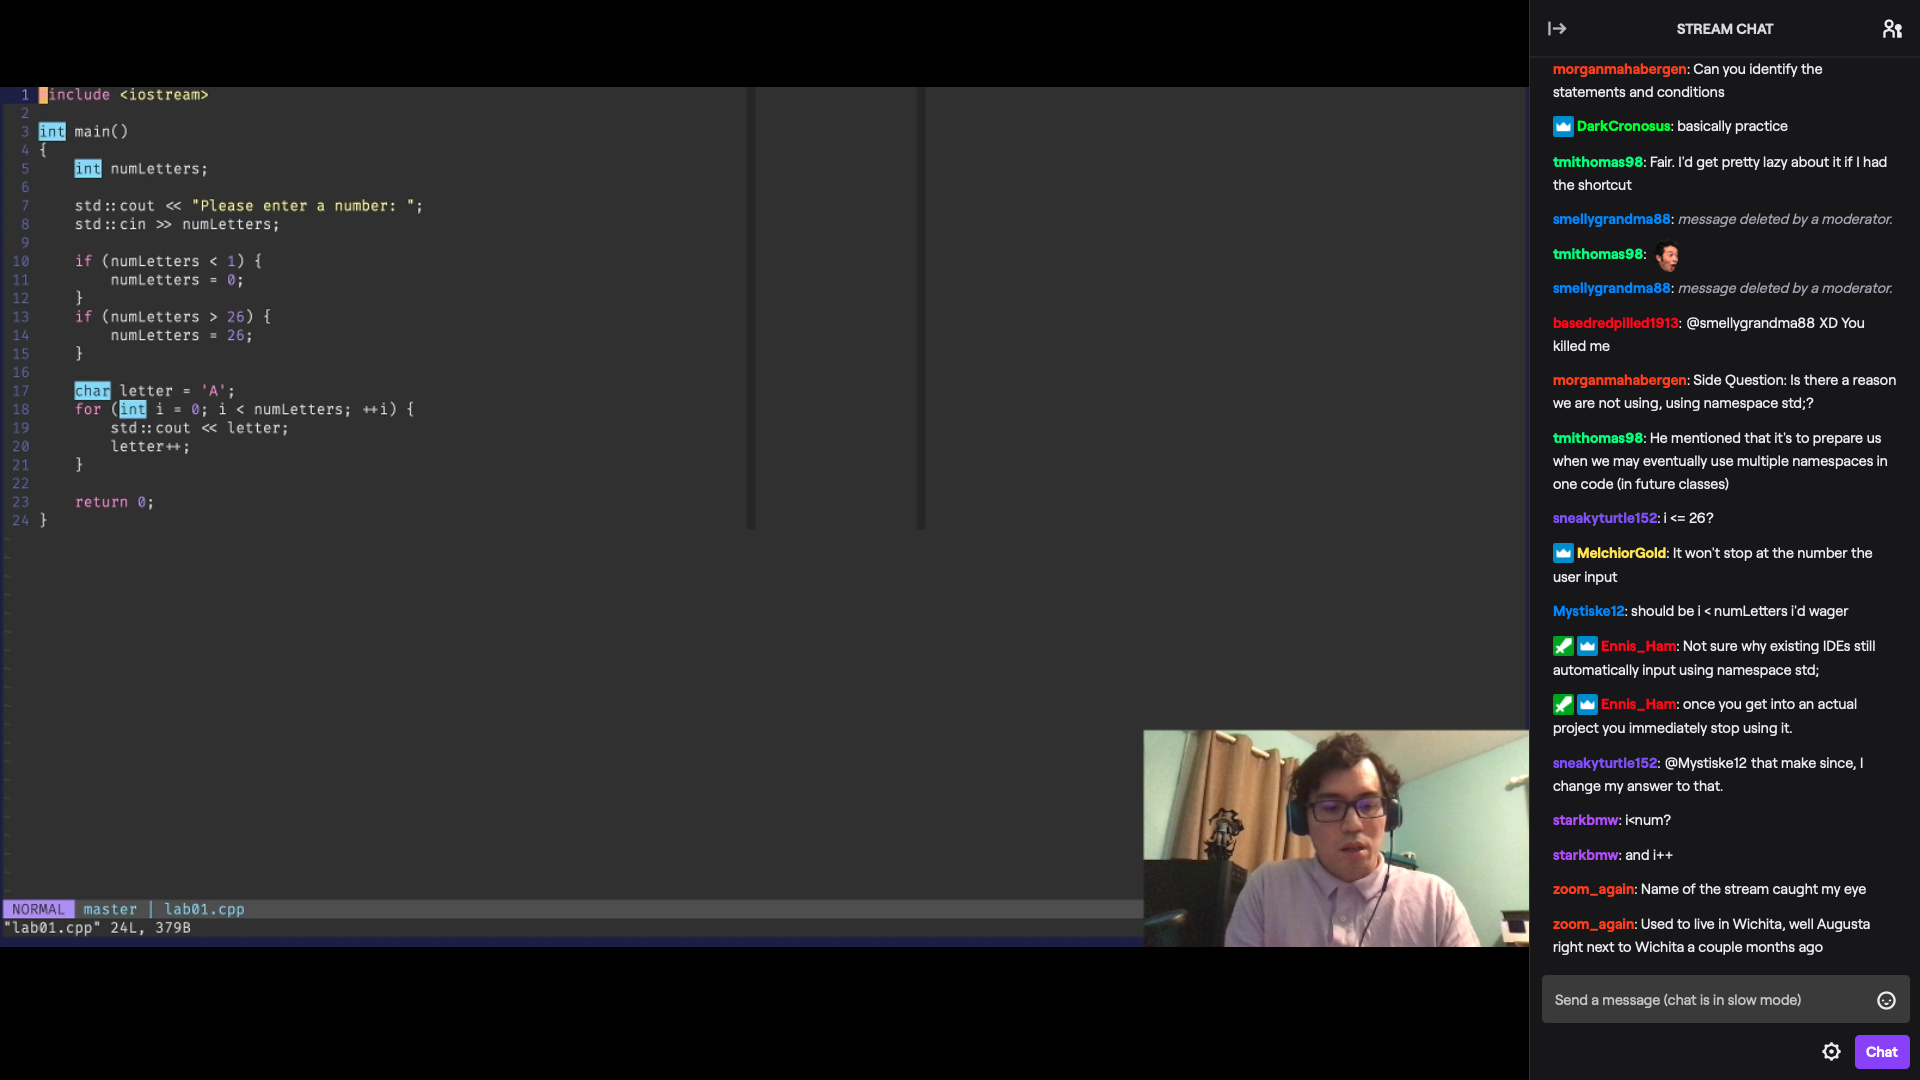 1 #include <iostream>
2
3 int main()
4 {
5 int numLetters;
6
7 std::cout << "Please enter a number: ";
8 std::cin >> numLetters;
9
10 if (numLetters < 1) {
11 numLetters = 0;
12 }
13 if (numLetters > 26) {
14 numLetters = 26;
15 }
16
17 char letter = 'A';
18 for (int i = 0; i < numLetters; ++i) {
19 std::cout << letter;
20 letter++;
21 }
22
23 return 0;
24 }
NORMAL master | lab01.cpp
"lab01.cpp" 24L, 379B
STREAM CHAT
morganmahabergen: Can you identify the
statements and conditions
DarkCronosus: basically practice
tmithomas98: Fair. I'd get pretty lazy about it if I had
the shortcut
smellygrandma88: message deleted by a moderator.
tmithomas98:
smellygrandma88: message deleted by a moderator.
basedredpilled1913: @smellygrandma88 XD You
killed me
morganmahabergen: Side Question: Is there a reason
we are not using, using namespace std;?
tmithomas98: He mentioned that it's to prepare us
when we may eventually use multiple namespaces in
one code (in future classes)
sneakyturtle152: i <= 26?
MelchiorGold: It won't stop at the number the
user input
Mystiske12: should be i < numLetters i'd wager
Ennis_Ham: Not sure why existing IDEs still
automatically input using namespace std;
Ennis_Ham: once you get into an actual
project you immediately stop using it.
sneakyturtle152: @Mystiske12 that make since, I
change my answer to that.
starkbmw: i<num?
starkbmw: and i++
zoom_again: Name of the stream caught my eye
zoom_again: Used to live in Wichita, well Augusta
right next to Wichita a couple months ago
Send a message (chat is in slow mode)
Chat